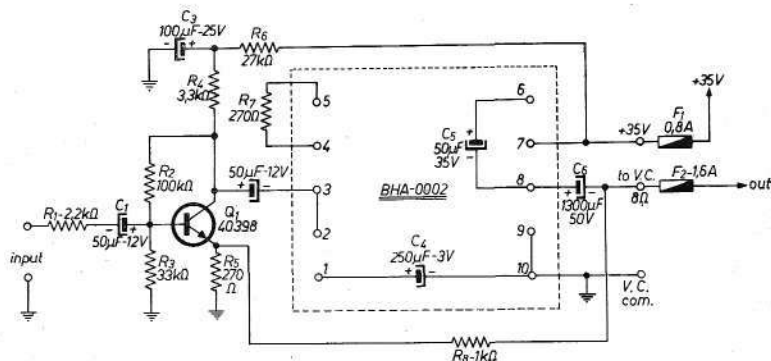 C3
100µF-25V
- +
R6
27kΩ
R4
3,3kΩ
R7
270Ω
5
4
6
7
+35V
F1
0,8A
+35V
C5
50µF
35V
+
-
R2
100kΩ
50µF-12V
+ -
3
BHA-0002
8
C6
+ -
1300µF
50V
to V.C.
8Ω
F2-1,6A
out
R1-2,2kΩ
C1
- +
50µF-12V
Q1
40398
2
9
input
R3
33kΩ
R5
270
Ω
1
C4
250µF-3V
+ -
10
V.C.
com.
R8-1kΩ